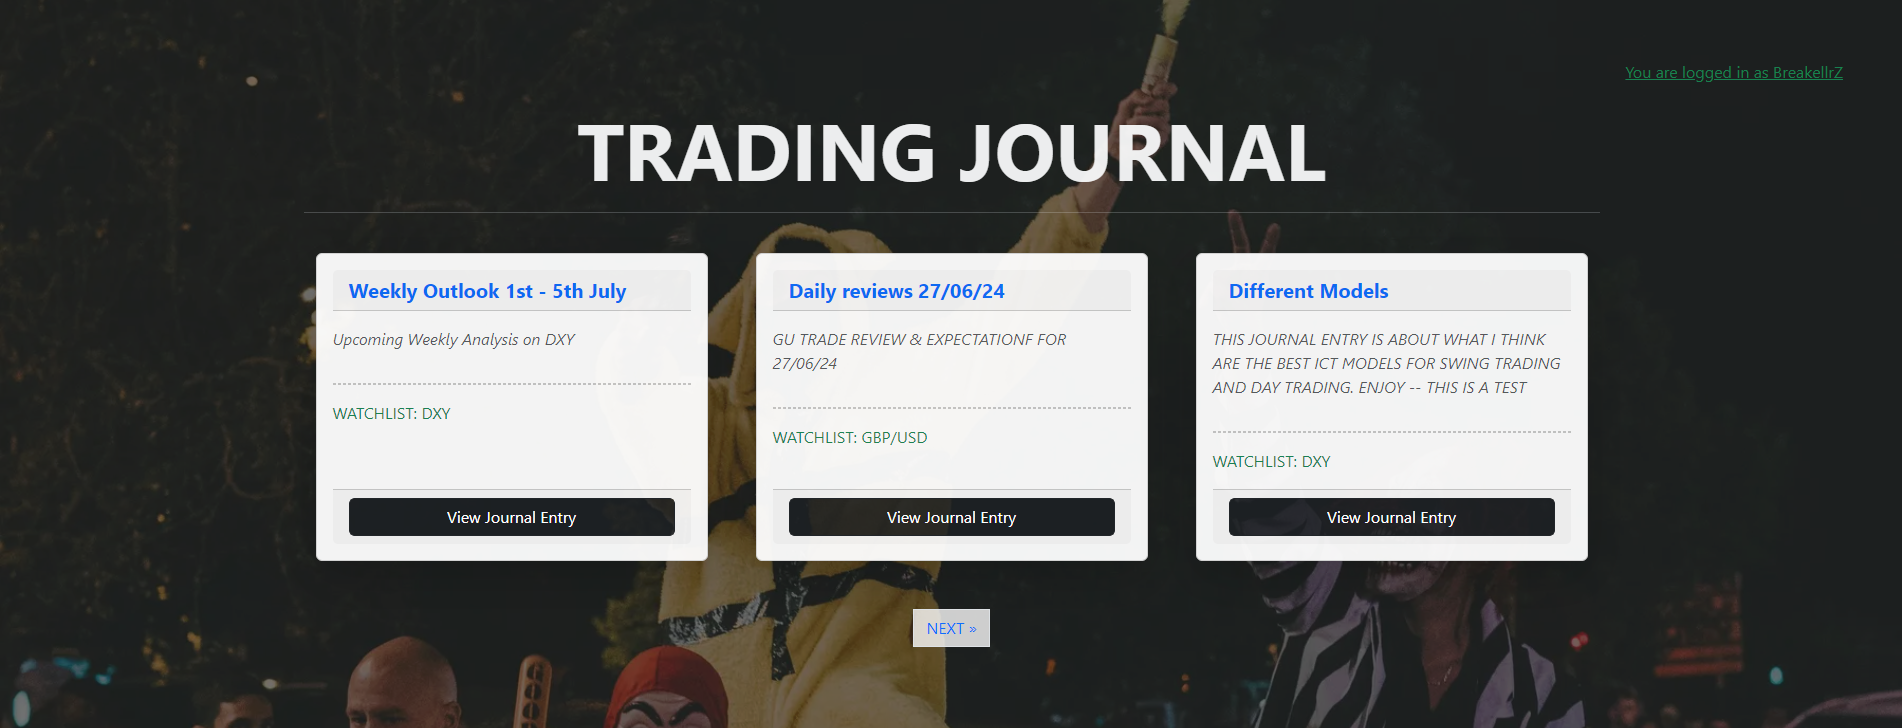 You are logged in as BreakellrZ
TRADING JOURNAL
Weekly Outlook 1st - 5th July
Upcoming Weekly Analysis on DXY
WATCHLIST: DXY
View Journal Entry
Daily reviews 27/06/24
GU TRADE REVIEW & EXPECTATIONF FOR
27/06/24
WATCHLIST: GBP/USD
View Journal Entry
Different Models
THIS JOURNAL ENTRY IS ABOUT WHAT I THINK
ARE THE BEST ICT MODELS FOR SWING TRADING
AND DAY TRADING. ENJOY -- THIS IS A TEST
WATCHLIST: DXY
View Journal Entry
NEXT »